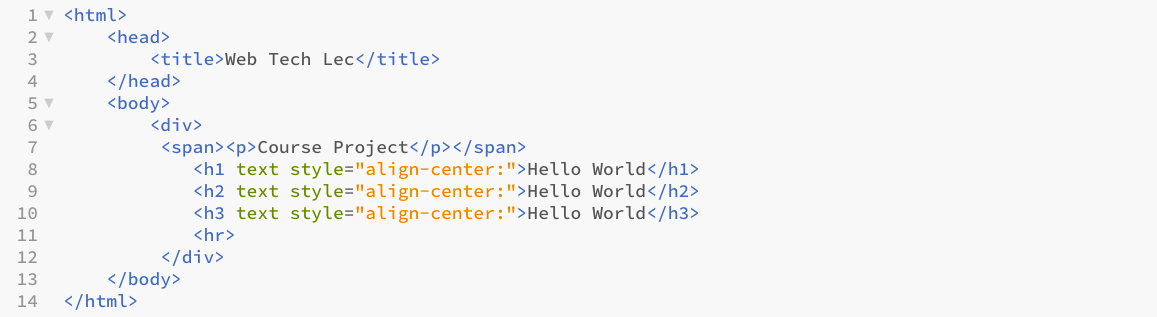 1 <html>
2 <head>
3 <title>Web Tech Lec</title>
4 </head>
5 <body>
6 <div>
7 <span><p>Course Project</p></span>
8 <h1 text style="align-center:">Hello World</h1>
9 <h2 text style="align-center:">Hello World</h2>
10 <h3 text style="align-center:">Hello World</h3>
11 <hr>
12 </div>
13 </body>
14 </html>